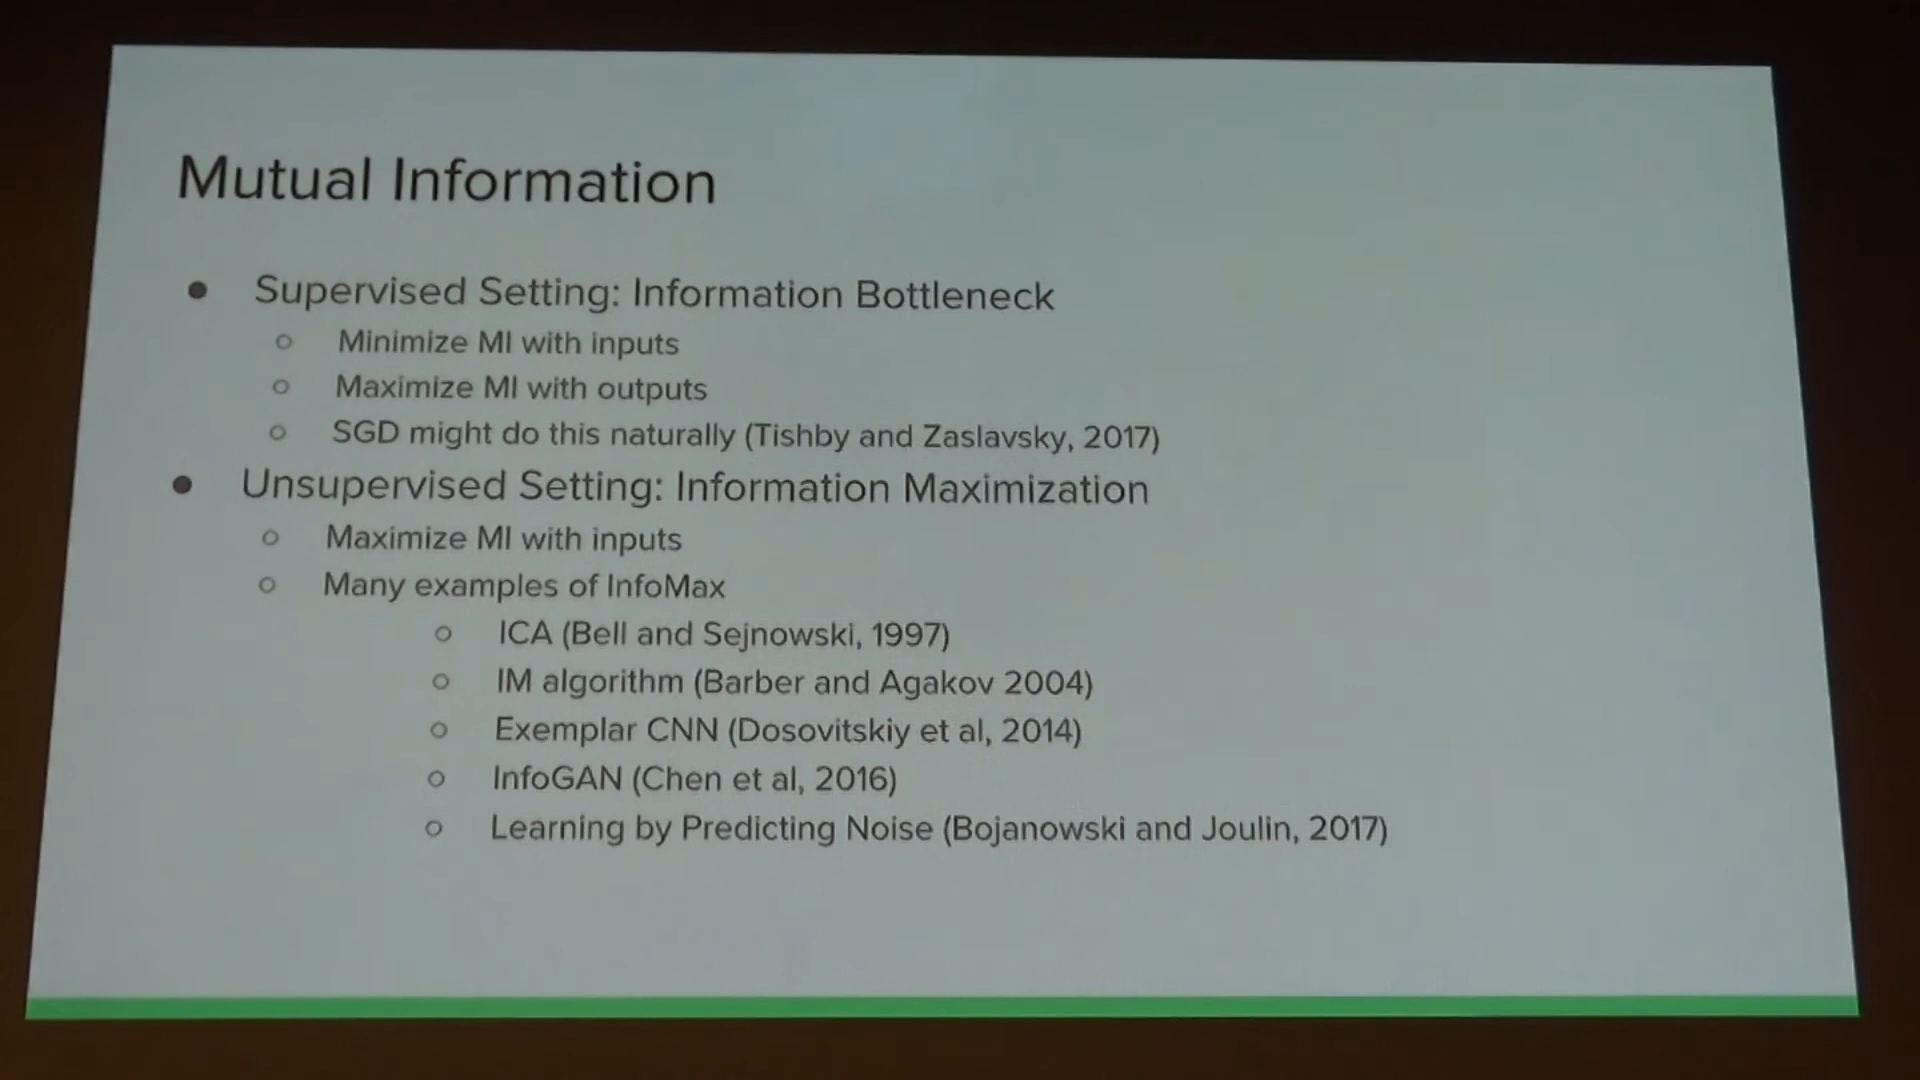 Mutual Information
● Supervised Setting: Information Bottleneck
○ Minimize MI with inputs
○ Maximize MI with outputs
○ SGD might do this naturally (Tishby and Zaslavsky, 2017)
● Unsupervised Setting: Information Maximization
○ Maximize MI with inputs
○ Many examples of InfoMax
○ ICA (Bell and Sejnowski, 1997)
○ IM algorithm (Barber and Agakov 2004)
○ Exemplar CNN (Dosovitskiy et al, 2014)
○ InfoGAN (Chen et al, 2016)
○ Learning by Predicting Noise (Bojanowski and Joulin, 2017)